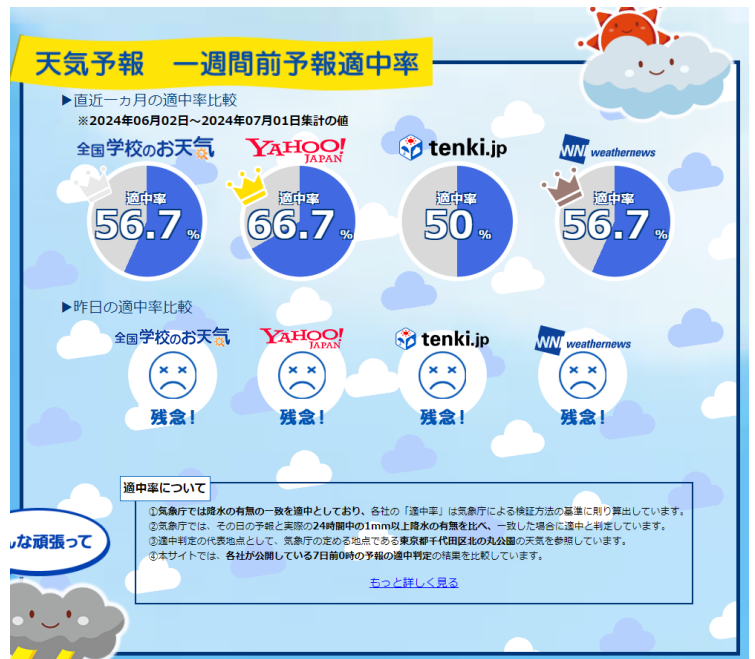 天気予報　一週間前予報適中率
▶直近一ヵ月の適中率比較
※2024年06月02日～2024年07月01日集計の値
全国学校のお天気
YAHOO! JAPAN
tenki.jp
WNI weathernews
適中率
56.7%
適中率
66.7%
適中率
50%
適中率
56.7%
▶昨日の適中率比較
全国学校のお天気
YAHOO! JAPAN
tenki.jp
WNI weathernews
残念!
残念!
残念!
残念!
適中率について
①気象庁では降水の有無の一致を適中としており、各社の「適中率」は気象庁による検証方法の基準に則り算出しています。
②気象庁では、その日の予報と実際の24時間中の1mm以上降水の有無を比べ、一致した場合に適中と判定しています。
③適中判定の代表地点として、気象庁の定める地点である東京都千代田区北の丸公園の天気を参照しています。
④本サイトでは、各社が公開している7日前0時の予報の適中判定の結果を比較しています。
もっと詳しく見る
な頑張って